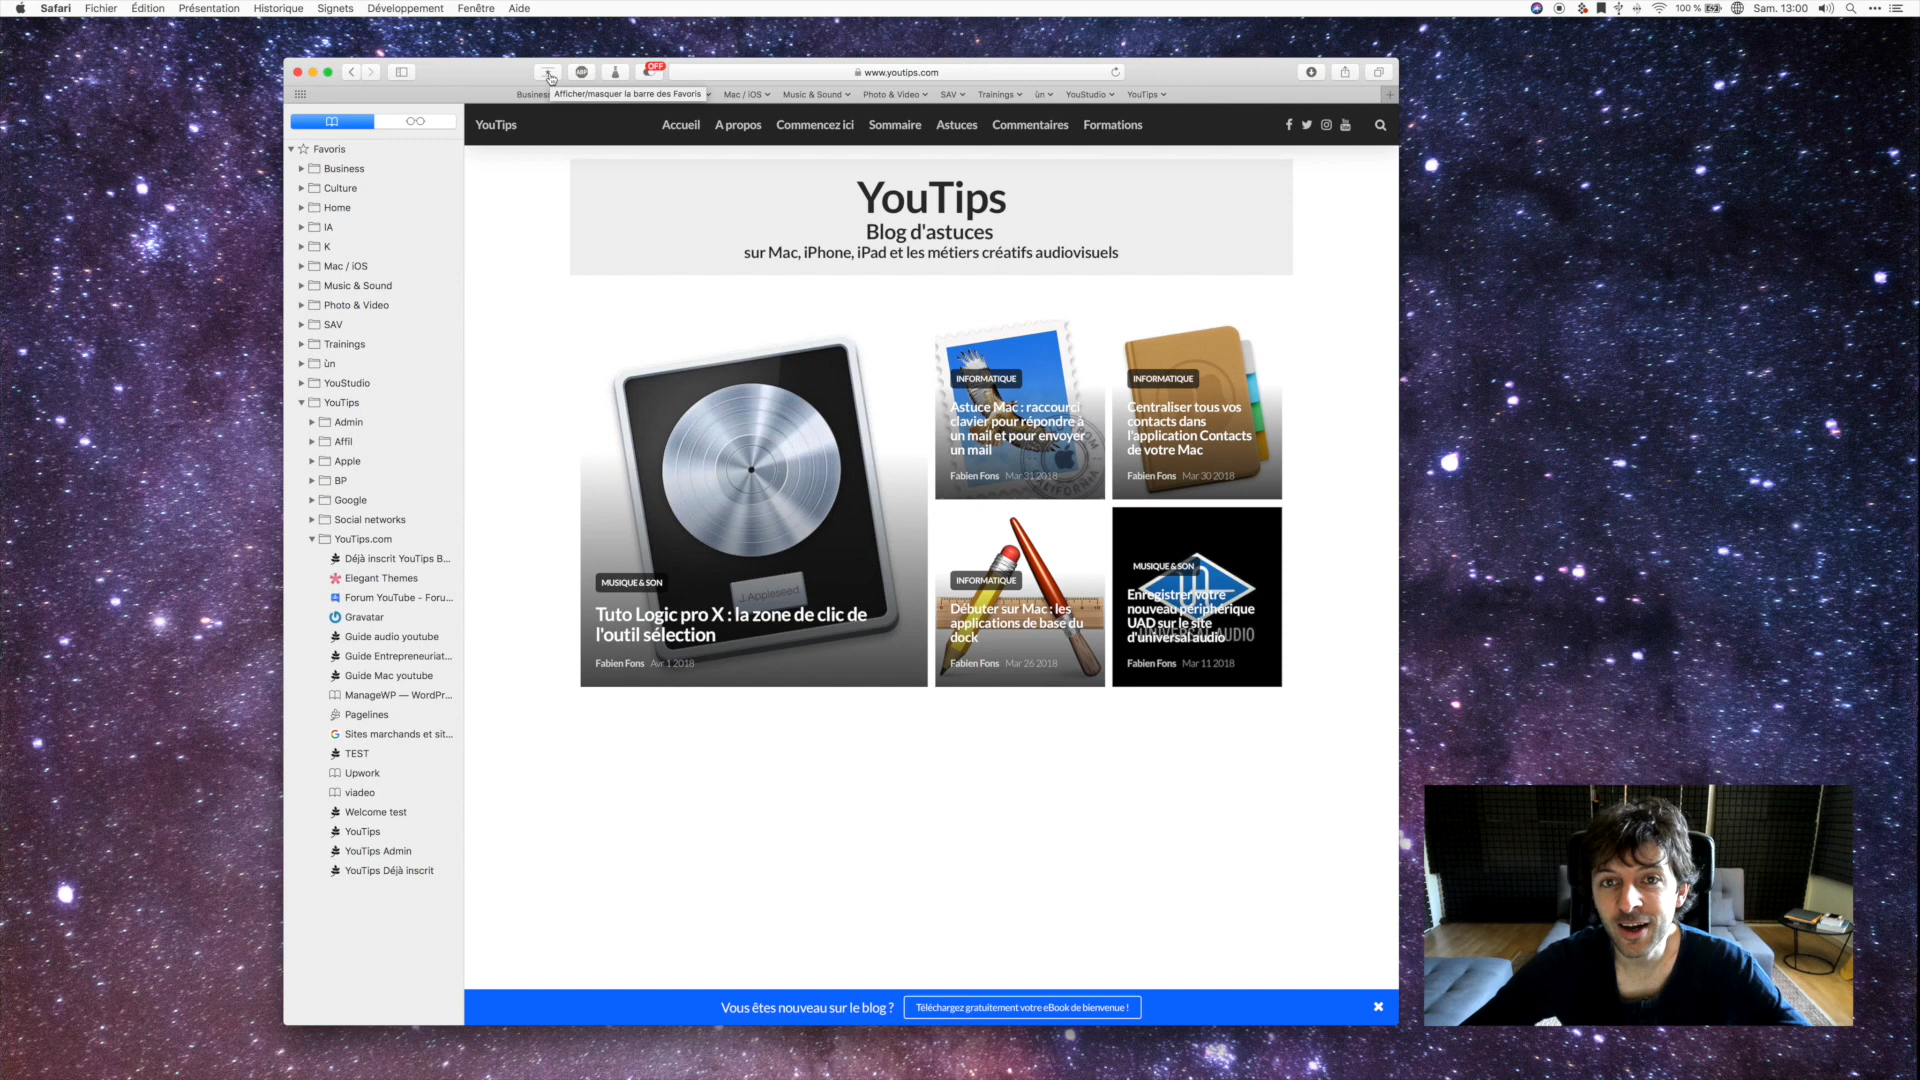 Safari Fichier Édition Présentation Historique Signets Développement Fenêtre Aide
100 % Sam. 13:00
ABP OFF www.youtips.com
Business Afficher/masquer la barre des Favoris Mac / iOS Music & Sound Photo & Video SAV Trainings ùn YouStudio YouTips
YouTips Accueil A propos Commencez ici Sommaire Astuces Commentaires Formations
Favoris
Business
Culture
Home
IA
K
Mac / iOS
Music & Sound
Photo & Video
SAV
Trainings
ùn
YouStudio
YouTips
Admin
Affil
Apple
BP
Google
Social networks
YouTips.com
Déjà inscrit YouTips B...
Elegant Themes
Forum YouTube - Foru...
Gravatar
Guide audio youtube
Guide Entrepreneuriat...
Guide Mac youtube
ManageWP — WordPr...
Pagelines
Sites marchands et sit...
TEST
Upwork
viadeo
Welcome test
YouTips
YouTips Admin
YouTips Déjà inscrit
YouTips
Blog d'astuces
sur Mac, iPhone, iPad et les métiers créatifs audiovisuels
J. Appleseed
MUSIQUE & SON
Tuto Logic pro X : la zone de clic de
l'outil sélection
Fabien Fons Avr 1 2018
INFORMATIQUE
Astuce Mac : raccourci
clavier pour répondre à
un mail et pour envoyer
un mail
Fabien Fons Mar 31 2018
CALIFORNIA
INFORMATIQUE
Centraliser tous vos
contacts dans
l'application Contacts
de votre Mac
Fabien Fons Mar 30 2018
INFORMATIQUE
Débuter sur Mac : les
applications de base du
dock
Fabien Fons Mar 26 2018
MUSIQUE & SON
Enregistrer votre
nouveau périphérique
UAD sur le site
d'universal audio
UNIVERSAL AUDIO
Fabien Fons Mar 11 2018
Vous êtes nouveau sur le blog ? Téléchargez gratuitement votre eBook de bienvenue !